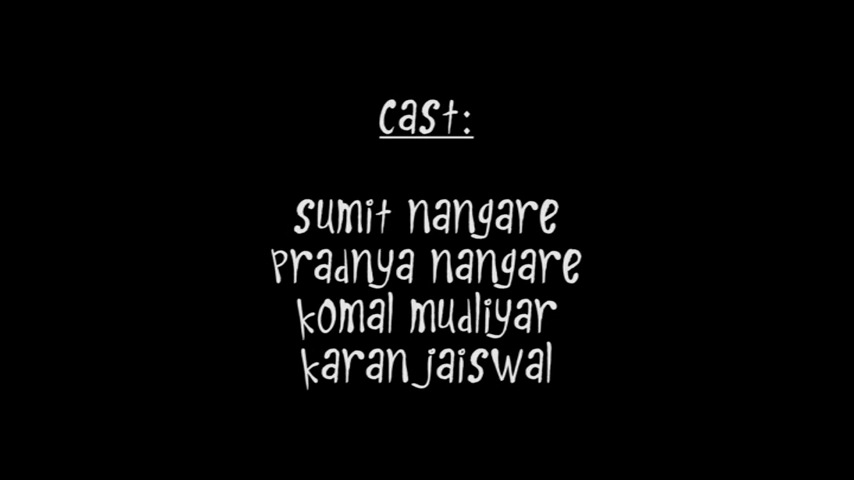 cast:
sumit nangare
pradnya nangare
komal mudliyar
karan jaiswal